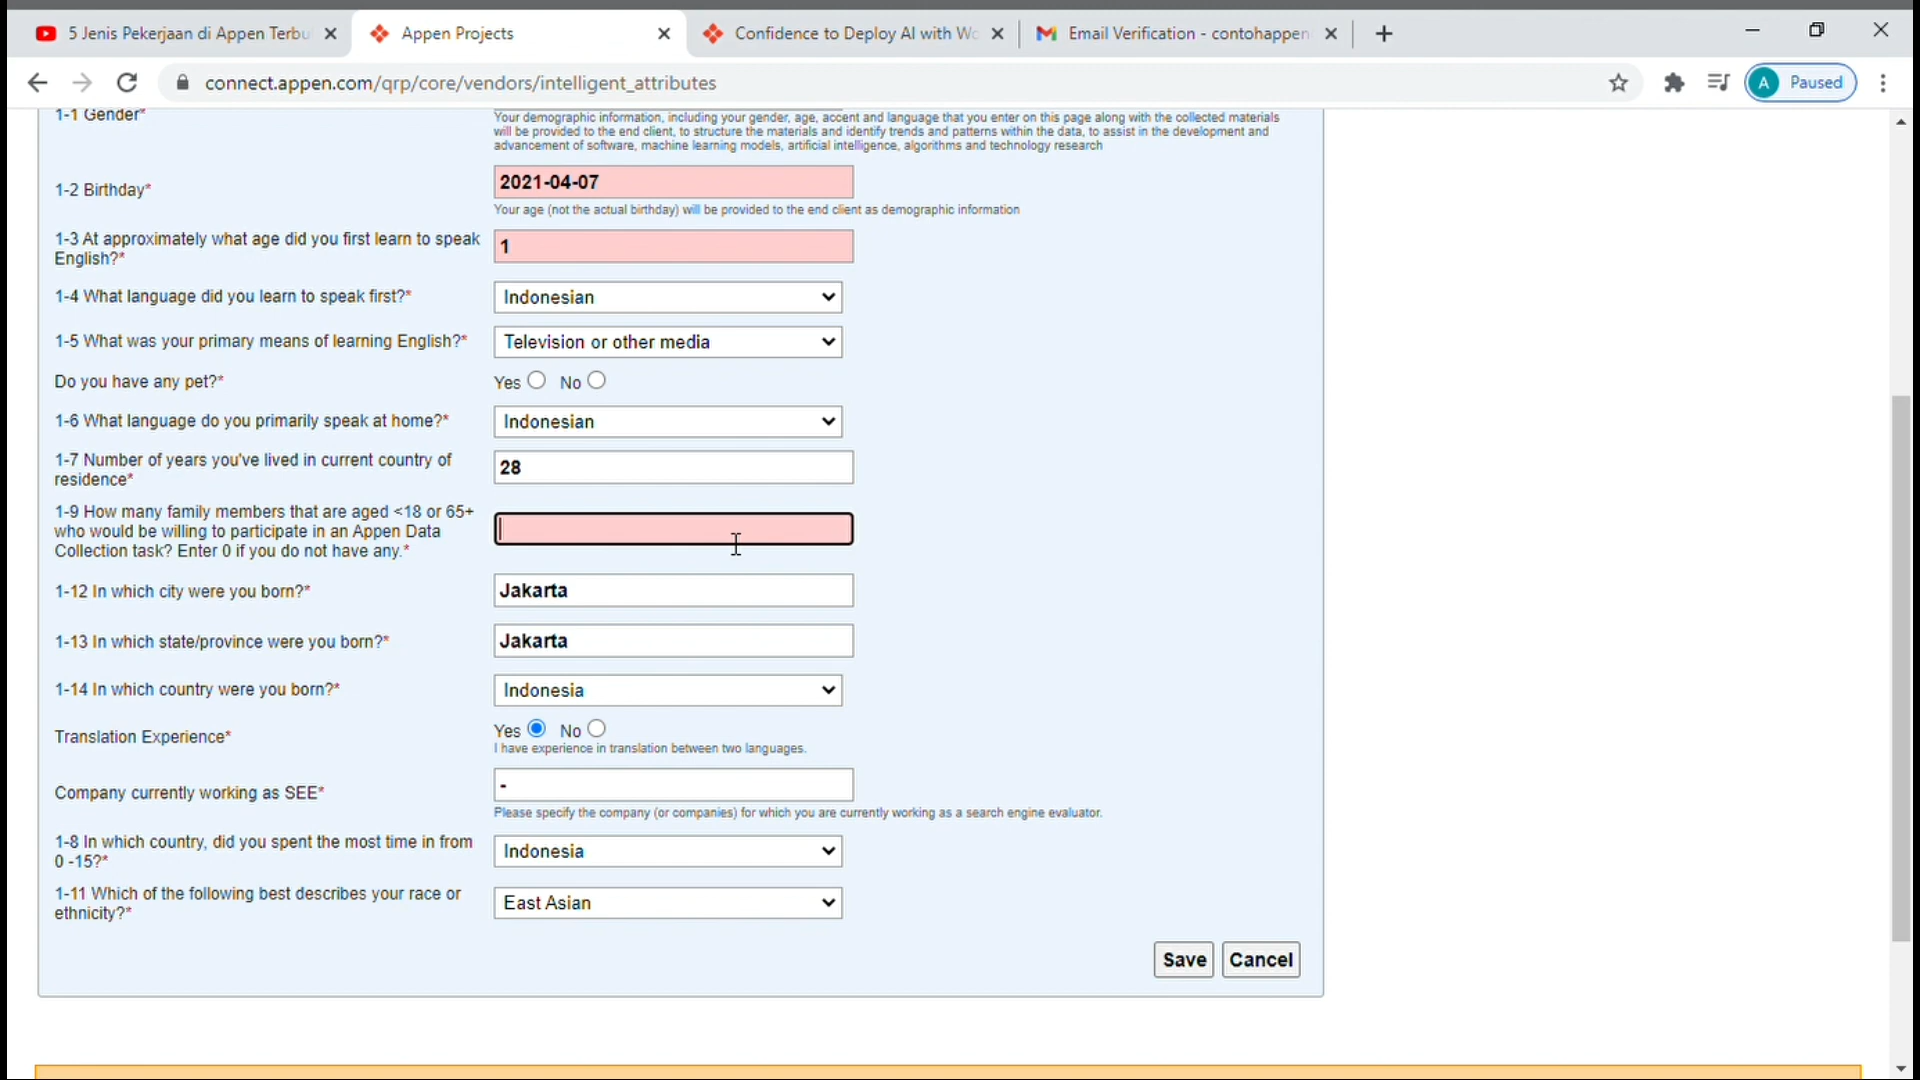 5 Jenis Pekerjaan di Appen Terbu
Appen Projects
Confidence to Deploy AI with Wo
Email Verification - contohappen
connect.appen.com/qrp/core/vendors/intelligent_attributes
A Paused
1-1 Gender*
Your demographic information, including your gender, age, accent and language that you enter on this page along with the collected materials
will be provided to the end client, to structure the materials and identify trends and patterns within the data, to assist in the development and
advancement of software, machine learning models, artificial intelligence, algorithms and technology research
1-2 Birthday*
2021-04-07
Your age (not the actual birthday) will be provided to the end client as demographic information
1-3 At approximately what age did you first learn to speak
English?*
1
1-4 What language did you learn to speak first?*
Indonesian
1-5 What was your primary means of learning English?*
Television or other media
Do you have any pet?*
Yes No
1-6 What language do you primarily speak at home?*
Indonesian
1-7 Number of years you've lived in current country of
residence*
28
1-9 How many family members that are aged <18 or 65+
who would be willing to participate in an Appen Data
Collection task? Enter 0 if you do not have any.*
1-12 In which city were you born?*
Jakarta
1-13 In which state/province were you born?*
Jakarta
1-14 In which country were you born?*
Indonesia
Translation Experience*
Yes No
I have experience in translation between two languages.
Company currently working as SEE*
-
Please specify the company (or companies) for which you are currently working as a search engine evaluator.
1-8 In which country, did you spent the most time in from
0 -15?*
Indonesia
1-11 Which of the following best describes your race or
ethnicity?*
East Asian
Save Cancel